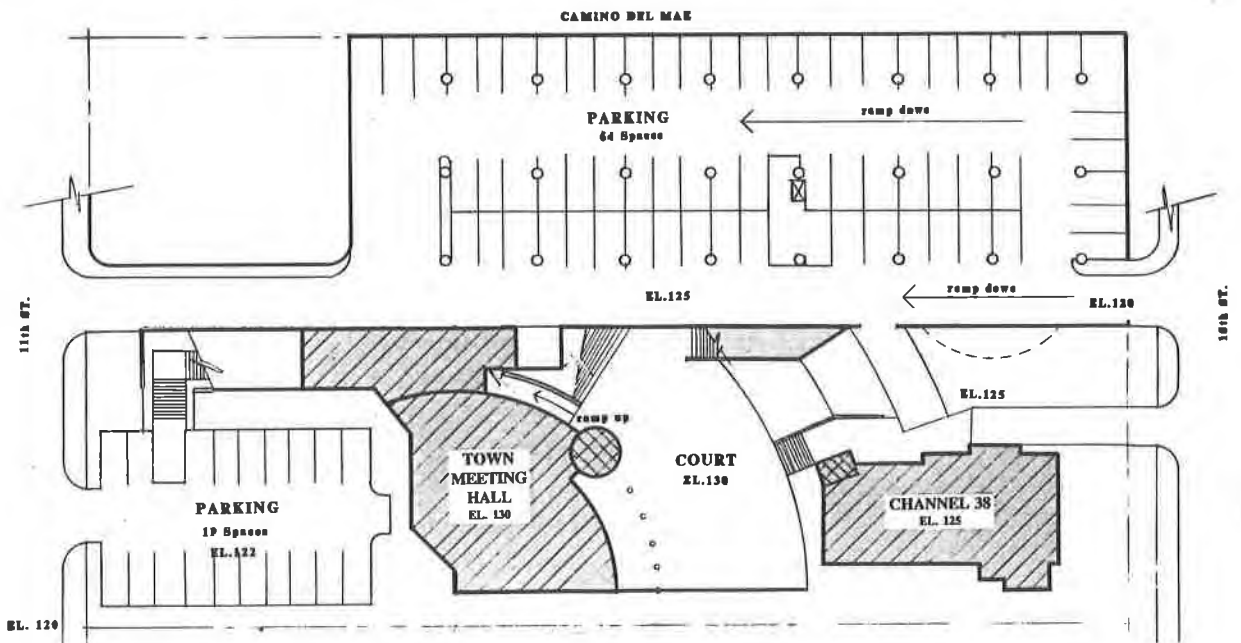 CAMINO DEL MAR
PARKING
64 Spaces
ramp down
EL.125
ramp down
EL.120
11th ST.
10th ST.
EL.125
ramp up
TOWN
MEETING
HALL
EL. 130
COURT
EL.130
CHANNEL 38
EL. 125
PARKING
19 Spaces
EL.122
EL. 120